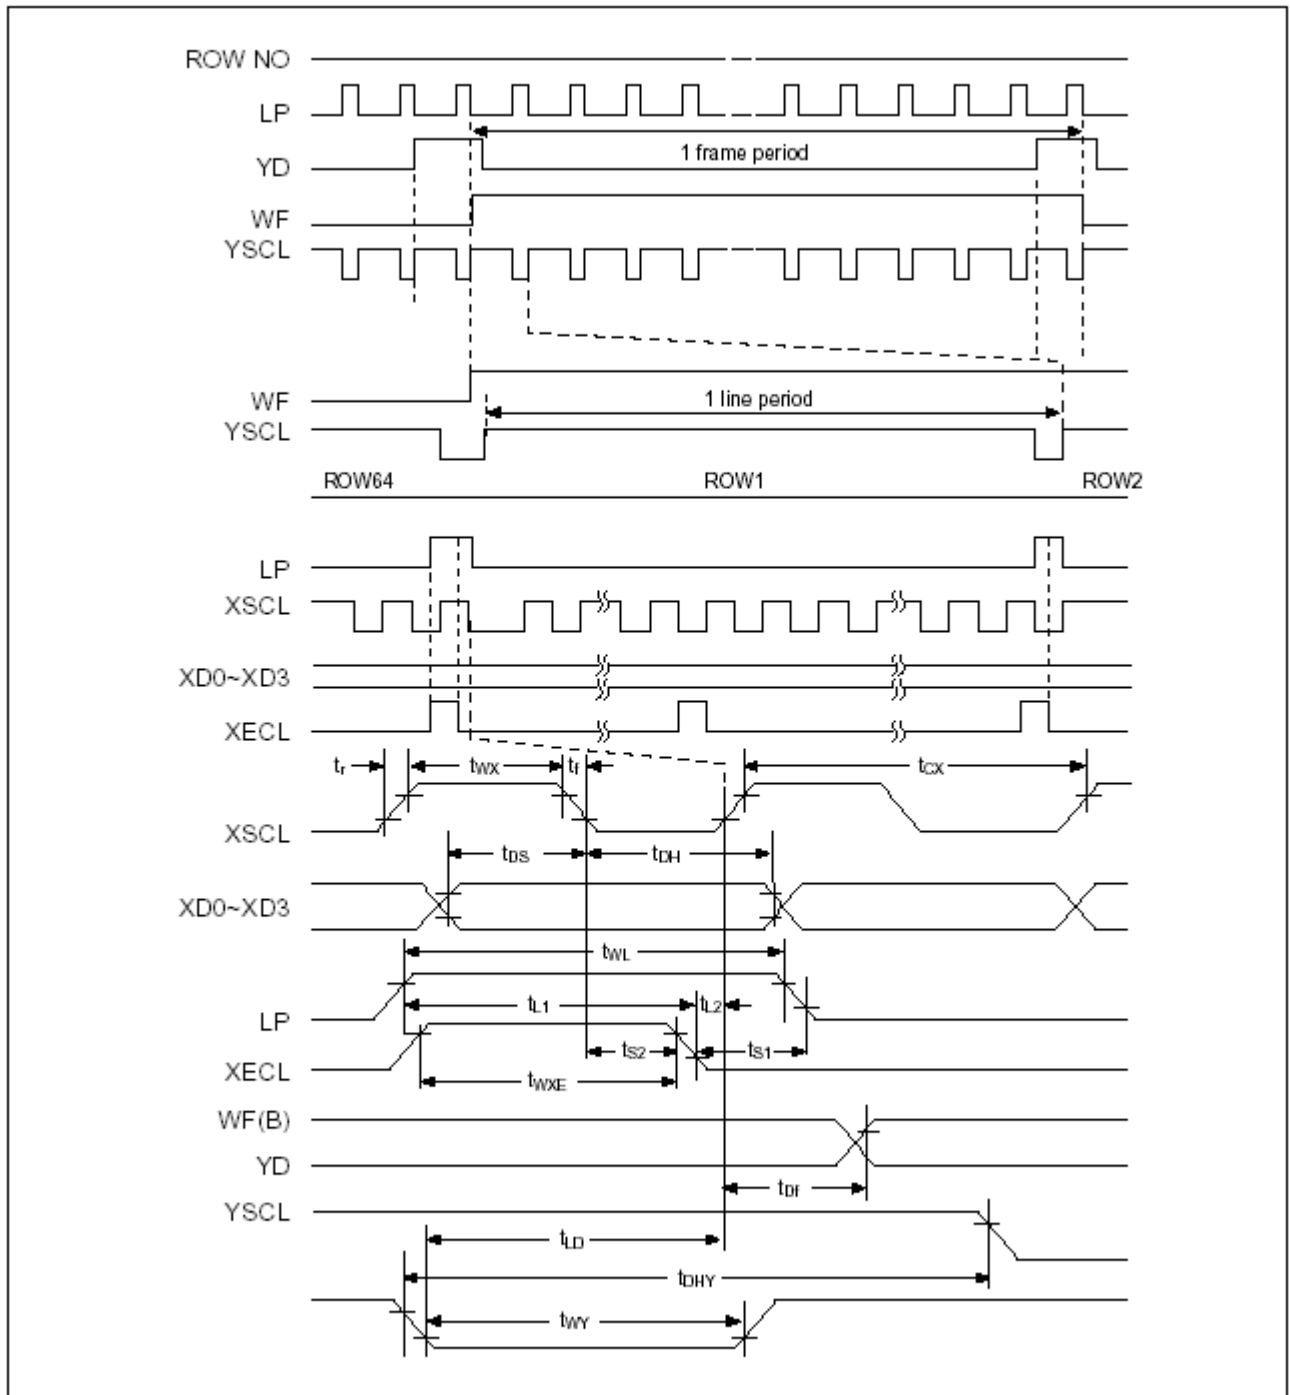 ROW NO
LP
1 frame period
YD
WF
YSCL
WF
1 line period
YSCL
ROW64 ROW1 ROW2
LP
XSCL
XD0~XD3
XECL
tr tWX tf tCX
XSCL
tDS tDH
XD0~XD3
tWL
tL1 tL2
LP
tS2 tS1
XECL
tWXE
WF(B)
YD
tDf
YSCL
tLD
tDHY
tWY